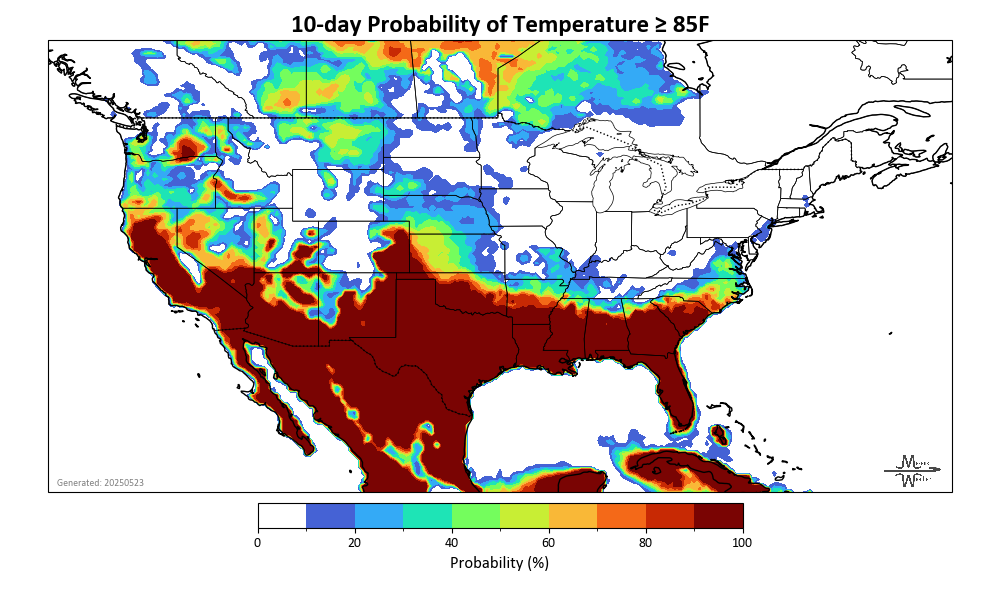 10-day Probability of Temperature ≥ 85F
Generated: 20250523
0 20 40 60 80 100
Probability (%)